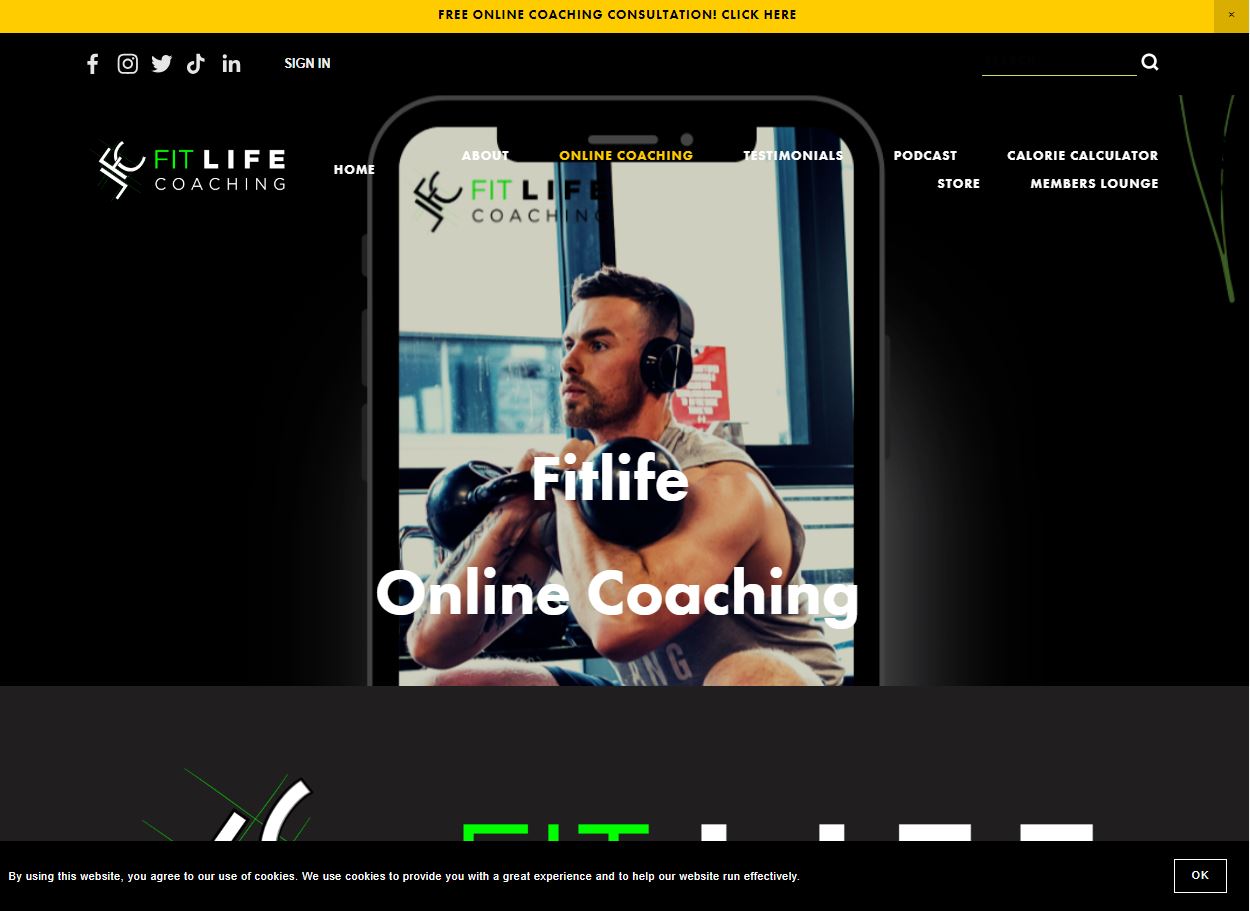 FREE ONLINE COACHING CONSULTATION! CLICK HERE ×
SIGN IN
FIT LIFE
COACHING
HOME
ABOUT ONLINE COACHING TESTIMONIALS PODCAST CALORIE CALCULATOR
STORE MEMBERS LOUNGE
FIT LIFE
COACHING
Fitlife
Online Coaching
FIT LIFE
By using this website, you agree to our use of cookies. We use cookies to provide you with a great experience and to help our website run effectively. OK